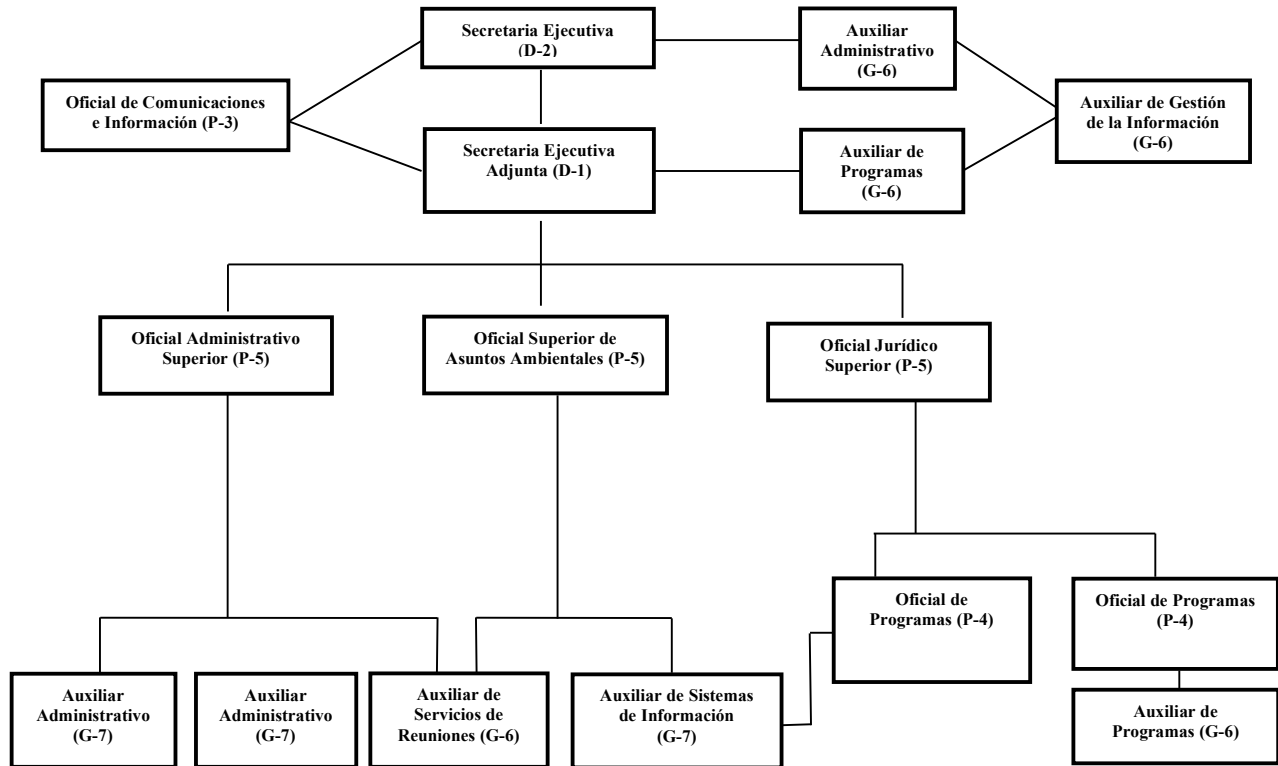 Secretaria Ejecutiva
(D-2)
Auxiliar
Administrativo
(G-6)
Oficial de Comunicaciones
e Información (P-3)
Auxiliar de Gestión
de la Información
(G-6)
Secretaria Ejecutiva
Adjunta (D-1)
Auxiliar de
Programas
(G-6)
Oficial Administrativo
Superior (P-5)
Oficial Superior de
Asuntos Ambientales (P-5)
Oficial Jurídico
Superior (P-5)
Oficial de
Programas (P-4)
Oficial de Programas
(P-4)
Auxiliar
Administrativo
(G-7)
Auxiliar
Administrativo
(G-7)
Auxiliar de
Servicios de
Reuniones (G-6)
Auxiliar de Sistemas
de Información
(G-7)
Auxiliar de
Programas (G-6)